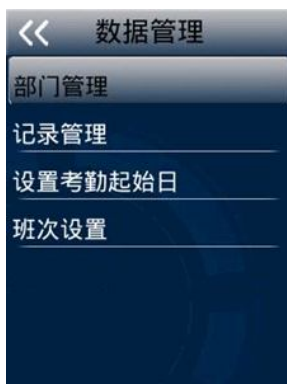 数据管理
部门管理
记录管理
设置考勤起始日
班次设置